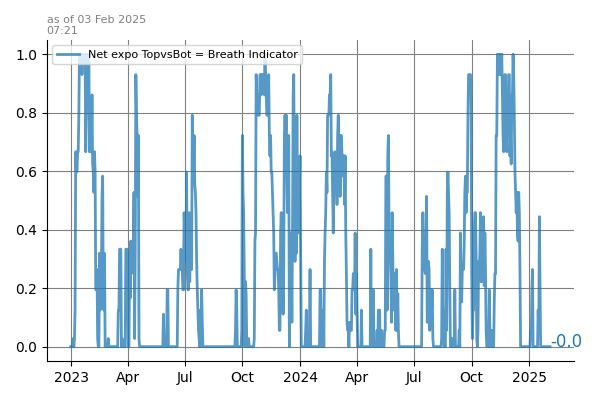 as of 03 Feb 2025
07:21
Net expo TopvsBot = Breath Indicator
1.0
0.8
0.6
0.4
0.2
0.0
-0.0
2023 Apr Jul Oct 2024 Apr Jul Oct 2025